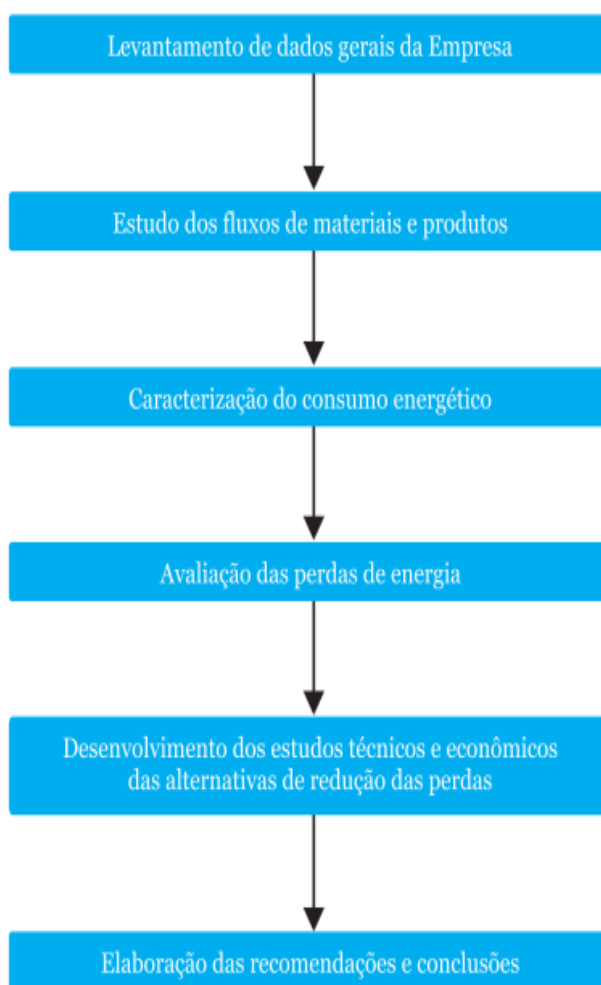 Levantamento de dados gerais da Empresa
Estudo dos fluxos de materiais e produtos
Caracterização do consumo energético
Avaliação das perdas de energia
Desenvolvimento dos estudos técnicos e econômicos
das alternativas de redução das perdas
Elaboração das recomendações e conclusões